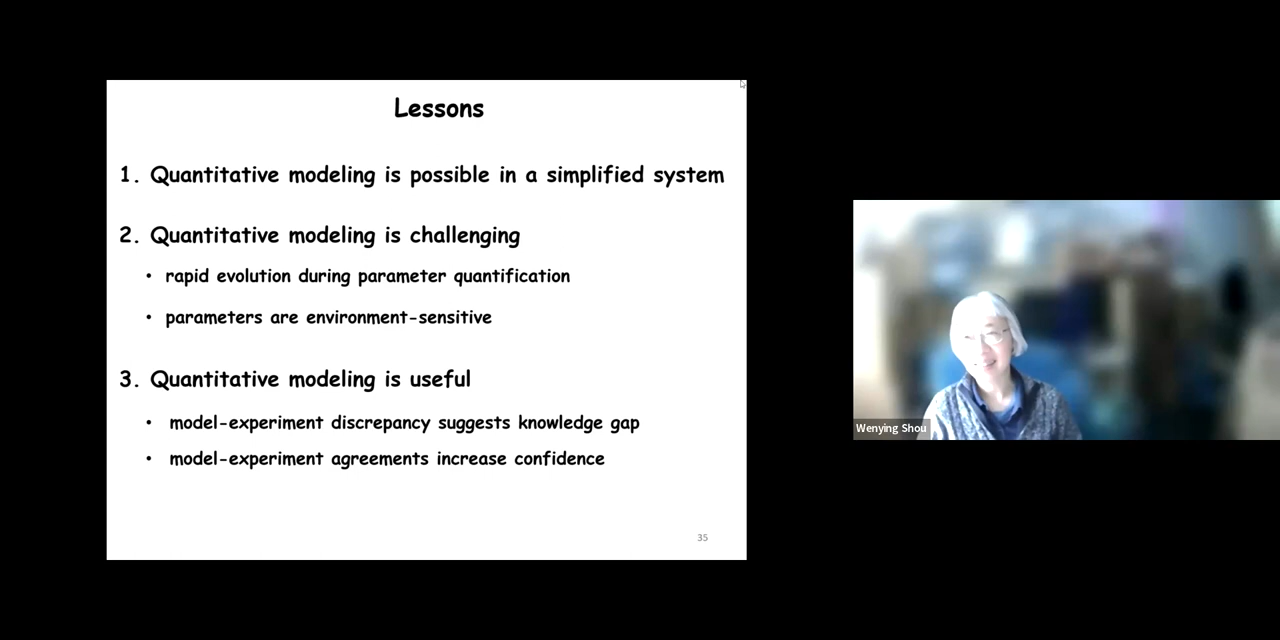 Lessons
1. Quantitative modeling is possible in a simplified system
2. Quantitative modeling is challenging
• rapid evolution during parameter quantification
• parameters are environment-sensitive
3. Quantitative modeling is useful
• model-experiment discrepancy suggests knowledge gap
• model-experiment agreements increase confidence
35
Wenying Shou